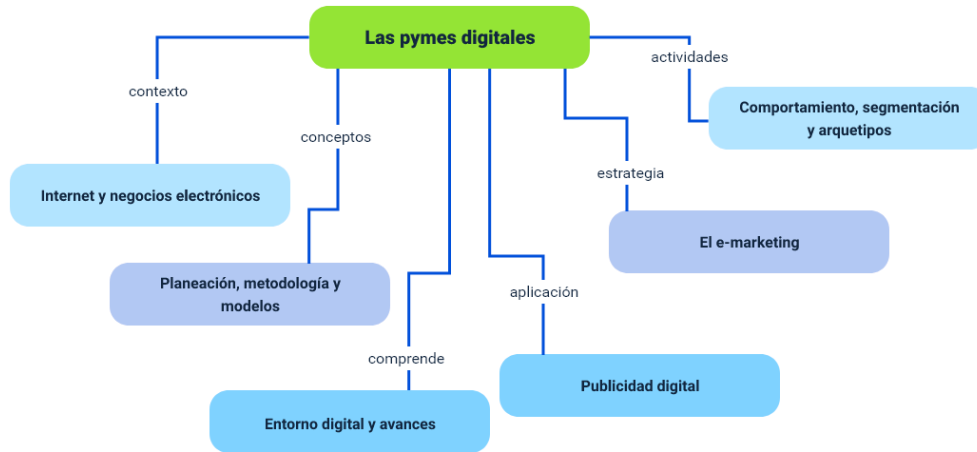 Las pymes digitales
actividades
contexto
Comportamiento, segmentación
y arquetipos
conceptos
estrategia
Internet y negocios electrónicos
El e-marketing
Planeación, metodología y
modelos
aplicación
comprende
Publicidad digital
Entorno digital y avances